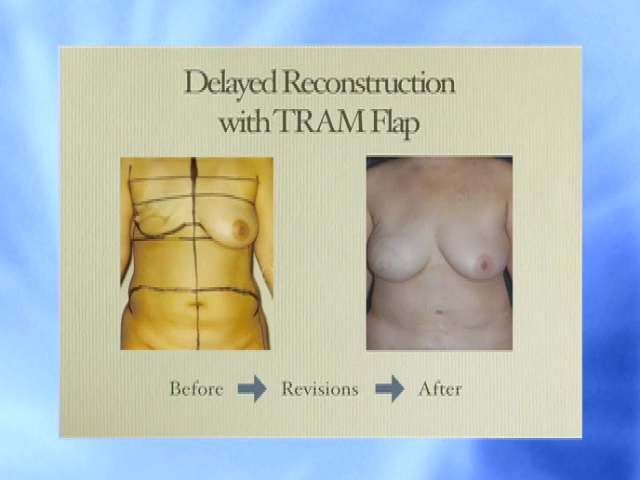 Delayed Reconstruction
with TRAM Flap
Before Revisions After